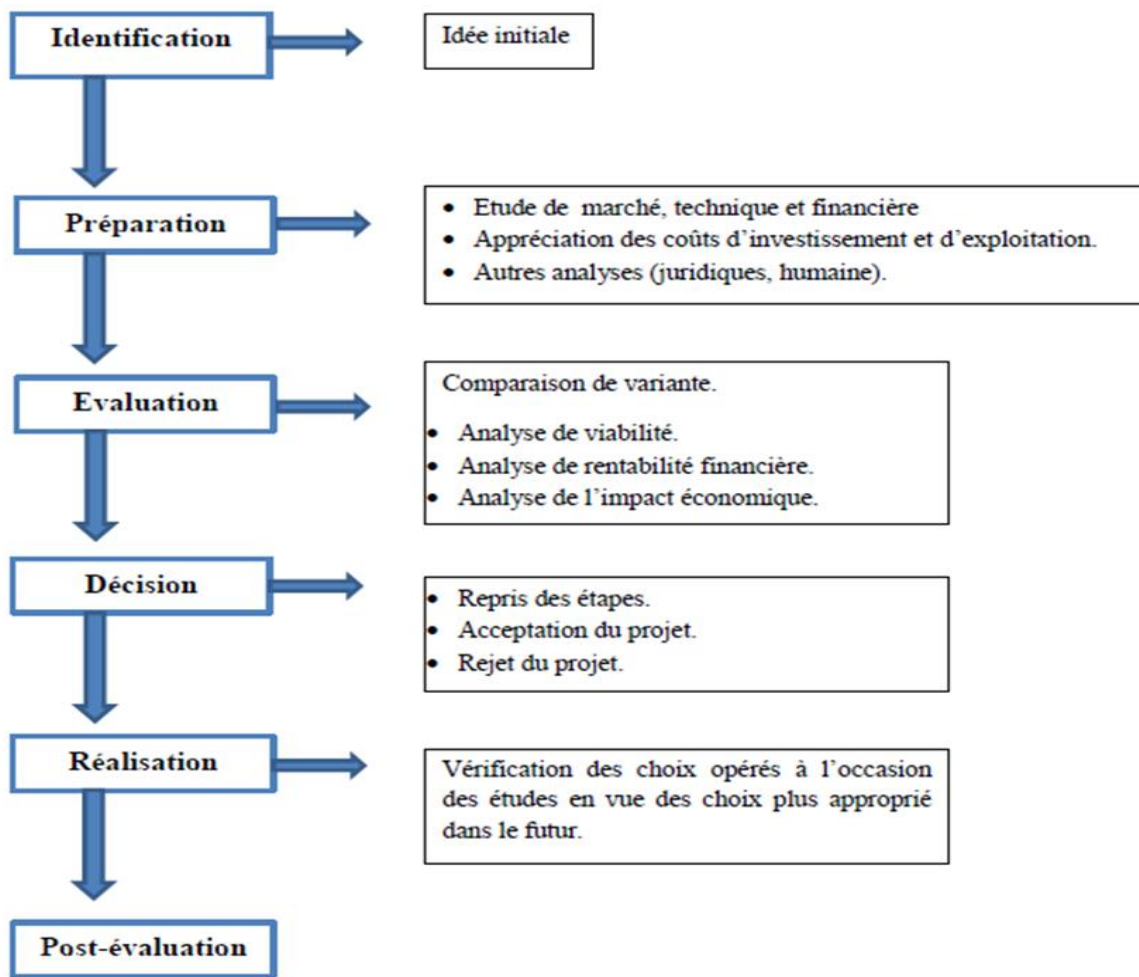 Identification
Idée initiale
Préparation
• Etude de marché, technique et financière
• Appréciation des coûts d’investissement et d’exploitation.
• Autres analyses (juridiques, humaine).
Evaluation
Comparaison de variante.
• Analyse de viabilité.
• Analyse de rentabilité financière.
• Analyse de l’impact économique.
Décision
• Repris des étapes.
• Acceptation du projet.
• Rejet du projet.
Réalisation
Vérification des choix opérés à l’occasion
des études en vue des choix plus approprié
dans le futur.
Post-évaluation